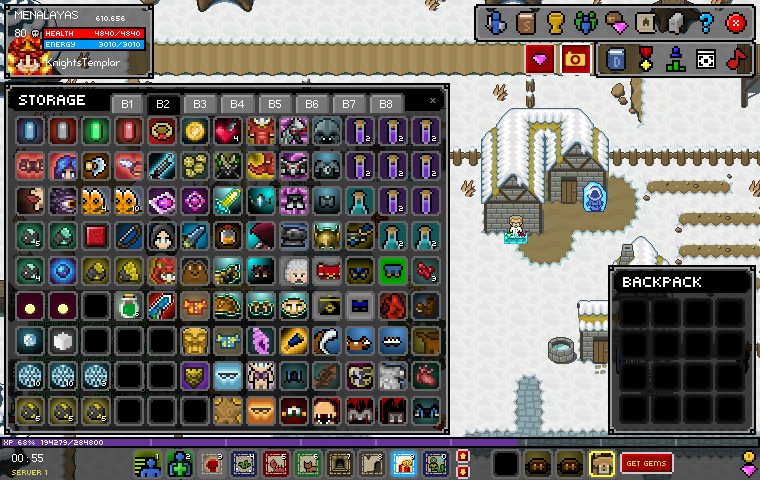 MENALAYAS 610.656
80 HEALTH 4840/4840
ENERGY 3010/3010
KnightsTemplar
STORAGE B1 B2 B3 B4 B5 B6 B7 B8 ×
BACKPACK
XP 68% 194279/284800
00:55
SERVER 1
GET GEMS